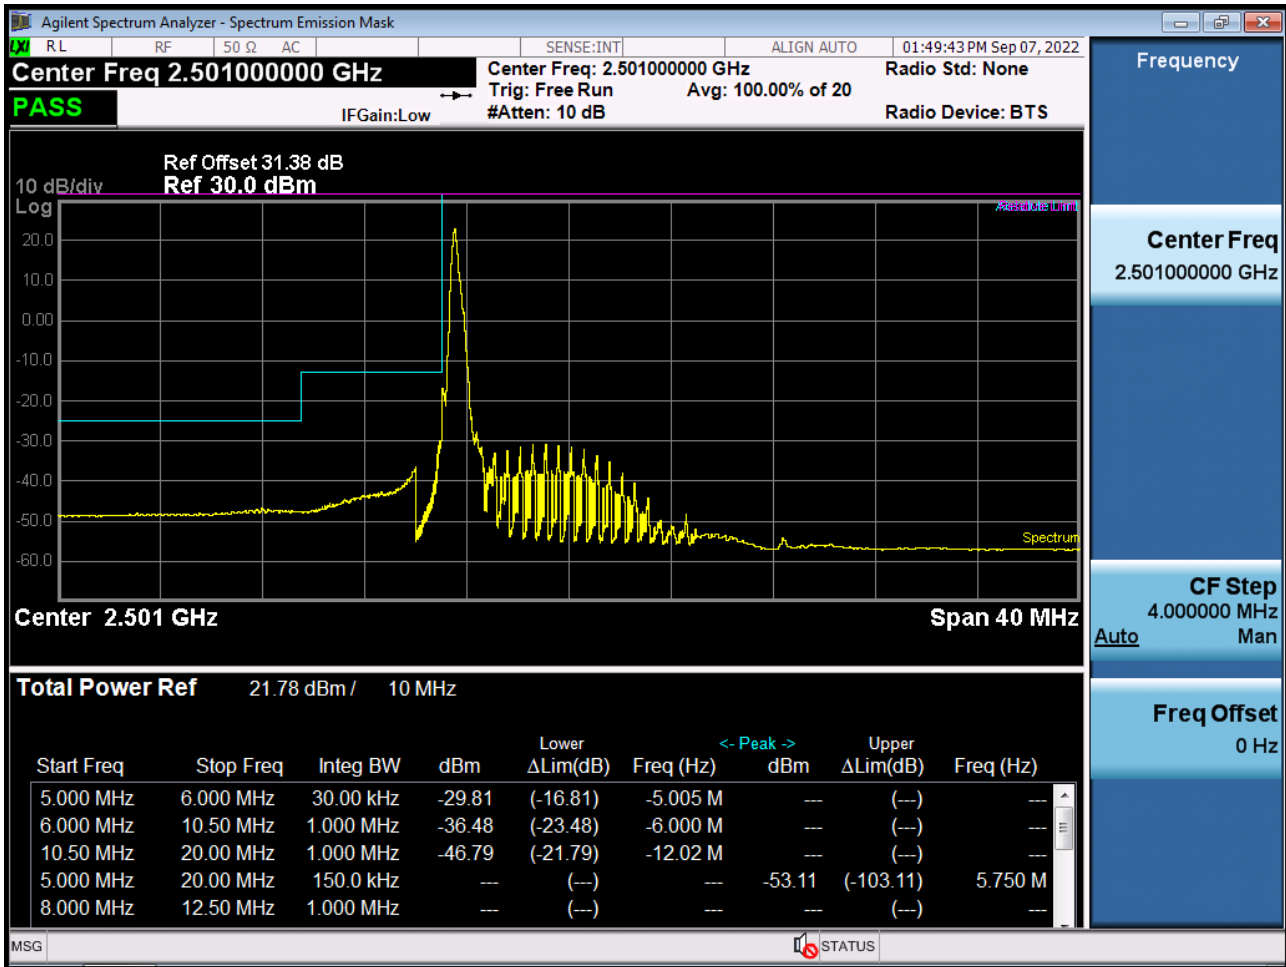 Agilent Spectrum Analyzer - Spectrum Emission Mask
LXI RL RF 50 Ω AC SENSE:INT ALIGN AUTO 01:49:43 PM Sep 07, 2022
Center Freq 2.501000000 GHz
Center Freq: 2.501000000 GHz Radio Std: None
Trig: Free Run Avg: 100.00% of 20
PASS
IFGain:Low #Atten: 10 dB Radio Device: BTS
Ref Offset 31.38 dB
10 dB/div Ref 30.0 dBm
Log
Absolute Limit
20.0
10.0
0.00
-10.0
-20.0
-30.0
-40.0
-50.0
Spectrum
-60.0
Center 2.501 GHz Span 40 MHz
Total Power Ref 21.78 dBm / 10 MHz
Lower <- Peak -> Upper
Start Freq Stop Freq Integ BW dBm ΔLim(dB) Freq (Hz) dBm ΔLim(dB) Freq (Hz)
5.000 MHz 6.000 MHz 30.00 kHz -29.81 (-16.81) -5.005 M --- (---) ---
6.000 MHz 10.50 MHz 1.000 MHz -36.48 (-23.48) -6.000 M --- (---) ---
10.50 MHz 20.00 MHz 1.000 MHz -46.79 (-21.79) -12.02 M --- (---) ---
5.000 MHz 20.00 MHz 150.0 kHz --- (---) --- -53.11 (-103.11) 5.750 M
8.000 MHz 12.50 MHz 1.000 MHz --- (---) --- --- (---) ---
MSG STATUS
Frequency
Center Freq
2.501000000 GHz
CF Step
4.000000 MHz
Auto Man
Freq Offset
0 Hz